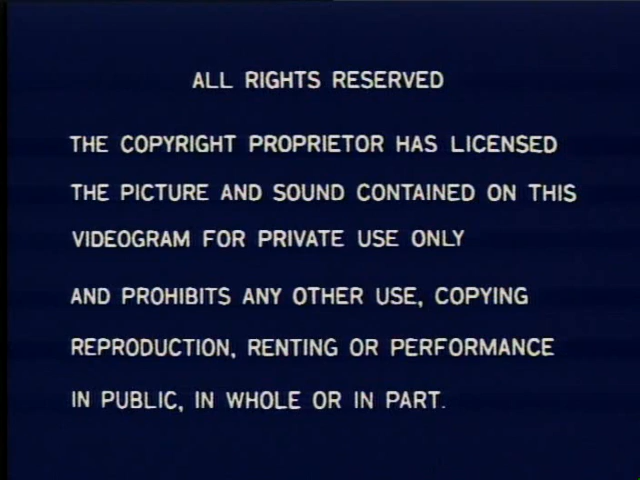 ALL RIGHTS RESERVED
THE COPYRIGHT PROPRIETOR HAS LICENSED
THE PICTURE AND SOUND CONTAINED ON THIS
VIDEOGRAM FOR PRIVATE USE ONLY
AND PROHIBITS ANY OTHER USE, COPYING
REPRODUCTION, RENTING OR PERFORMANCE
IN PUBLIC, IN WHOLE OR IN PART.